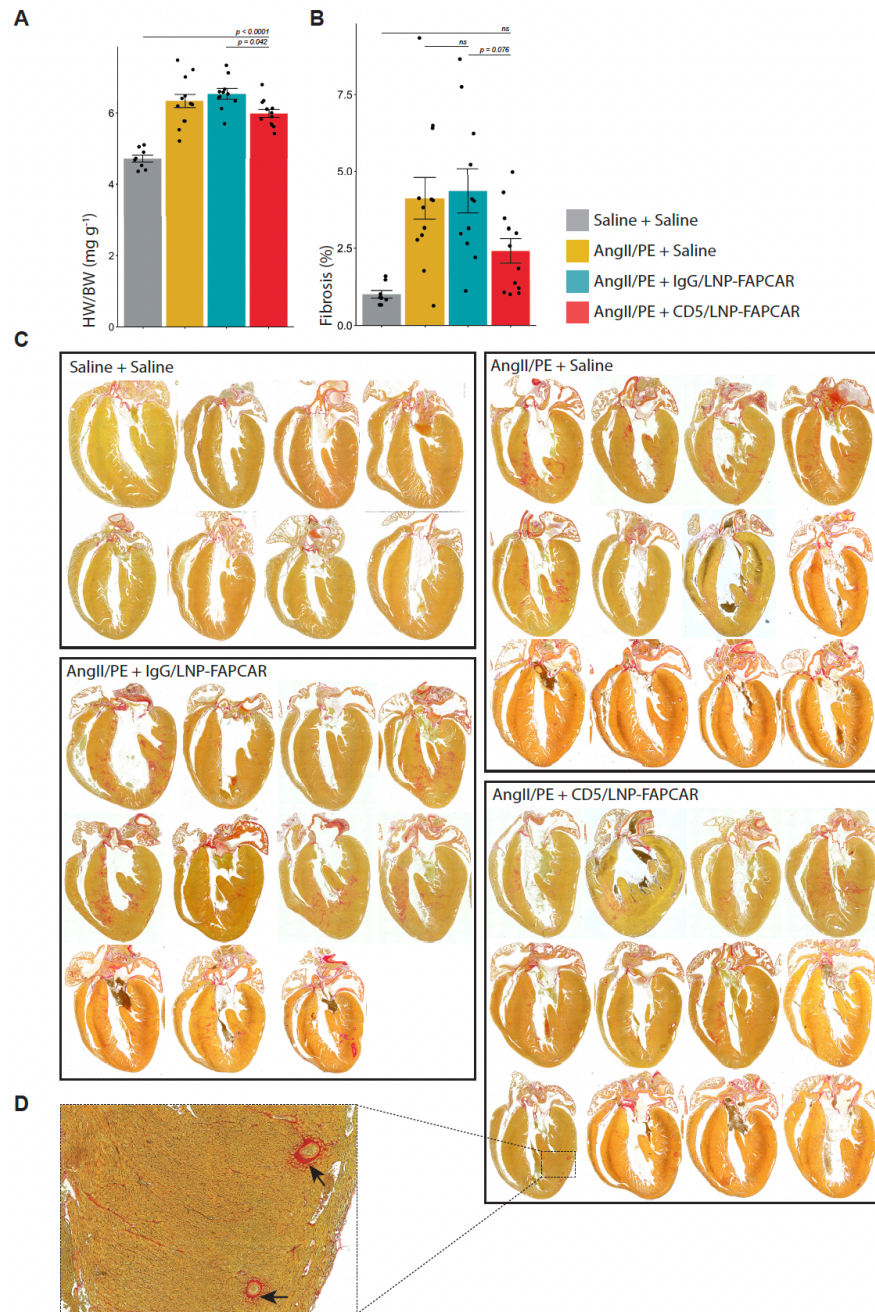 A
p < 0.0001
p = 0.042
HW/BW (mg g⁻¹)
6
4
2
0
B
ns
ns
p = 0.076
Fibrosis (%)
7.5
5.0
2.5
0.0
Saline + Saline
AngII/PE + Saline
AngII/PE + IgG/LNP-FAPCAR
AngII/PE + CD5/LNP-FAPCAR
C
Saline + Saline
AngII/PE + Saline
AngII/PE + IgG/LNP-FAPCAR
AngII/PE + CD5/LNP-FAPCAR
D